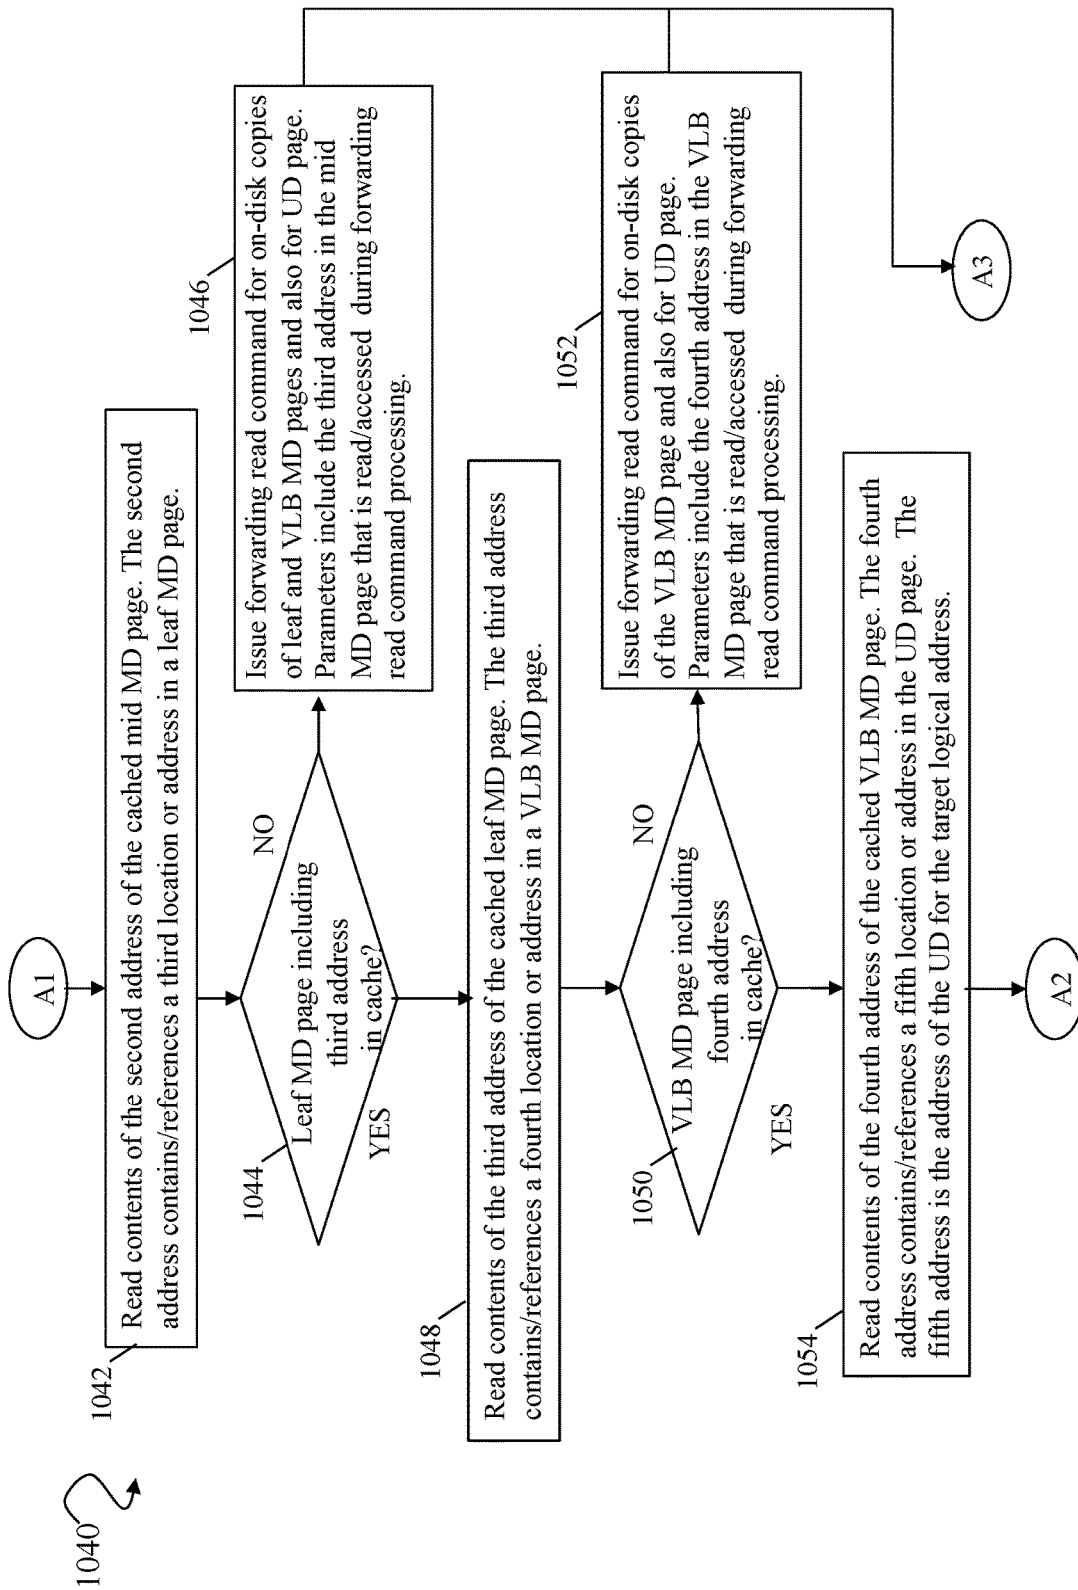 1040
A1
1042
Read contents of the second address of the cached mid MD page. The second
address contains/references a third location or address in a leaf MD page.
1044
Leaf MD page including
third address
in cache?
NO
YES
1046
Issue forwarding read command for on-disk copies
of leaf and VLB MD pages and also for UD page.
Parameters include the third address in the mid
MD page that is read/accessed during forwarding
read command processing.
1048
Read contents of the third address of the cached leaf MD page. The third address
contains/references a fourth location or address in a VLB MD page.
1050
VLB MD page including
fourth address
in cache?
NO
YES
1052
Issue forwarding read command for on-disk copies
of the VLB MD page and also for UD page.
Parameters include the fourth address in the VLB
MD page that is read/accessed during forwarding
read command processing.
1054
Read contents of the fourth address of the cached VLB MD page. The fourth
address contains/references a fifth location or address in the UD page. The
fifth address is the address of the UD for the target logical address.
A2
A3